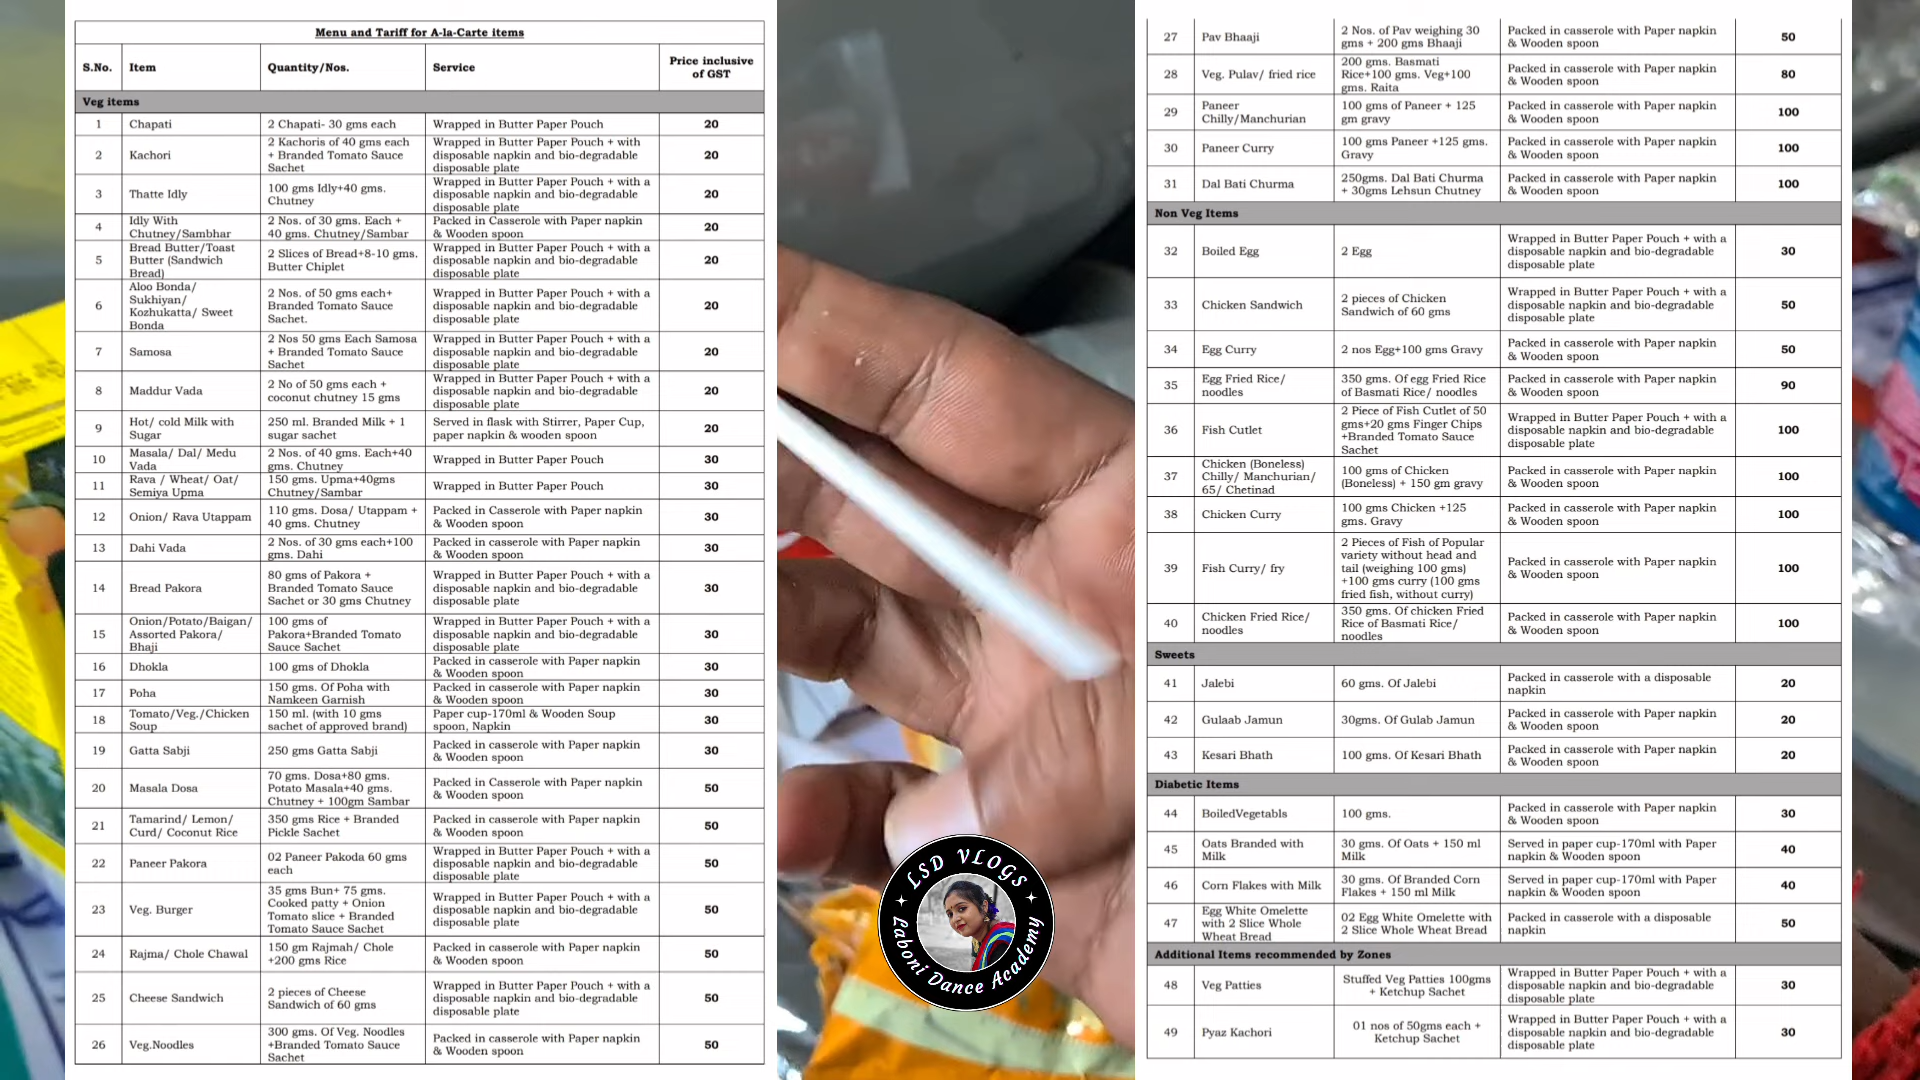 Menu and Tariff for A-la-Carte items
S.No. Item Quantity/Nos. Service Price inclusive of GST
Veg items
1 Chapati 2 Chapati- 30 gms each Wrapped in Butter Paper Pouch 20
2 Kachori 2 Kachoris of 40 gms each + Branded Tomato Sauce Sachet Wrapped in Butter Paper Pouch + with disposable napkin and bio-degradable disposable plate 20
3 Thatte Idly 100 gms Idly+40 gms. Chutney Wrapped in Butter Paper Pouch + with a disposable napkin and bio-degradable disposable plate 20
4 Idly With Chutney/Sambhar 2 Nos. of 30 gms. Each + 40 gms. Chutney/Sambar Packed in Casserole with Paper napkin & Wooden spoon 20
5 Bread Butter/Toast Butter (Sandwich Bread) 2 Slices of Bread+8-10 gms. Butter Chiplet Wrapped in Butter Paper Pouch + with a disposable napkin and bio-degradable disposable plate 20
6 Aloo Bonda/ Sukhiyan/ Kozhukatta/ Sweet Bonda 2 Nos. of 50 gms each+ Branded Tomato Sauce Sachet. Wrapped in Butter Paper Pouch + with a disposable napkin and bio-degradable disposable plate 20
7 Samosa 2 Nos 50 gms Each Samosa + Branded Tomato Sauce Sachet Wrapped in Butter Paper Pouch + with a disposable napkin and bio-degradable disposable plate 20
8 Maddur Vada 2 No of 50 gms each + coconut chutney 15 gms Wrapped in Butter Paper Pouch + with a disposable napkin and bio-degradable disposable plate 20
9 Hot/ cold Milk with Sugar 250 ml. Branded Milk + 1 sugar sachet Served in flask with Stirrer, Paper Cup, paper napkin & wooden spoon 20
10 Masala/ Dal/ Medu Vada 2 Nos. of 40 gms. Each+40 gms. Chutney Wrapped in Butter Paper Pouch 30
11 Rava / Wheat/ Oat/ Semiya Upma 150 gms. Upma+40gms Chutney/Sambar Wrapped in Butter Paper Pouch 30
12 Onion/ Rava Utappam 110 gms. Dosa/ Utappam + 40 gms. Chutney Packed in Casserole with Paper napkin & Wooden spoon 30
13 Dahi Vada 2 Nos. of 30 gms each+100 gms. Dahi Packed in casserole with Paper napkin & Wooden spoon 30
14 Bread Pakora 80 gms of Pakora + Branded Tomato Sauce Sachet or 30 gms Chutney Wrapped in Butter Paper Pouch + with a disposable napkin and bio-degradable disposable plate 30
15 Onion/Potato/Baigan/ Assorted Pakora/ Bhaji 100 gms of Pakora+Branded Tomato Sauce Sachet Wrapped in Butter Paper Pouch + with a disposable napkin and bio-degradable disposable plate 30
16 Dhokla 100 gms of Dhokla Packed in casserole with Paper napkin & Wooden spoon 30
17 Poha 150 gms. Of Poha with Namkeen Garnish Packed in casserole with Paper napkin & Wooden spoon 30
18 Tomato/Veg./Chicken Soup 150 ml. (with 10 gms sachet of approved brand) Paper cup-170ml & Wooden Soup spoon, Napkin 30
19 Gatta Sabji 250 gms Gatta Sabji Packed in casserole with Paper napkin & Wooden spoon 30
20 Masala Dosa 70 gms. Dosa+80 gms. Potato Masala+40 gms. Chutney + 100gm Sambar Packed in Casserole with Paper napkin & Wooden spoon 50
21 Tamarind/ Lemon/ Curd/ Coconut Rice 350 gms Rice + Branded Pickle Sachet Packed in casserole with Paper napkin & Wooden spoon 50
22 Paneer Pakora 02 Paneer Pakoda 60 gms each Wrapped in Butter Paper Pouch + with a disposable napkin and bio-degradable disposable plate 50
23 Veg. Burger 35 gms Bun+ 75 gms. Cooked patty + Onion Tomato slice + Branded Tomato Sauce Sachet Wrapped in Butter Paper Pouch + with a disposable napkin and bio-degradable disposable plate 50
24 Rajma/ Chole Chawal 150 gm Rajmah/ Chole +200 gms Rice Packed in casserole with Paper napkin & Wooden spoon 50
25 Cheese Sandwich 2 pieces of Cheese Sandwich of 60 gms Wrapped in Butter Paper Pouch + with a disposable napkin and bio-degradable disposable plate 50
26 Veg.Noodles 300 gms. Of Veg. Noodles +Branded Tomato Sauce Sachet Packed in casserole with Paper napkin & Wooden spoon 50
27 Pav Bhaaji 2 Nos. of Pav weighing 30 gms + 200 gms Bhaaji Packed in casserole with Paper napkin & Wooden spoon 50
28 Veg. Pulav/ fried rice 200 gms. Basmati Rice+100 gms. Veg+100 gms. Raita Packed in casserole with Paper napkin & Wooden spoon 80
29 Paneer Chilly/Manchurian 100 gms of Paneer + 125 gm gravy Packed in casserole with Paper napkin & Wooden spoon 100
30 Paneer Curry 100 gms Paneer +125 gms. Gravy Packed in casserole with Paper napkin & Wooden spoon 100
31 Dal Bati Churma 250gms. Dal Bati Churma + 30gms Lehsun Chutney Packed in casserole with Paper napkin & Wooden spoon 100
Non Veg Items
32 Boiled Egg 2 Egg Wrapped in Butter Paper Pouch + with a disposable napkin and bio-degradable disposable plate 30
33 Chicken Sandwich 2 pieces of Chicken Sandwich of 60 gms Wrapped in Butter Paper Pouch + with a disposable napkin and bio-degradable disposable plate 50
34 Egg Curry 2 nos Egg+100 gms Gravy Packed in casserole with Paper napkin & Wooden spoon 50
35 Egg Fried Rice/ noodles 350 gms. Of egg Fried Rice of Basmati Rice/ noodles Packed in casserole with Paper napkin & Wooden spoon 90
36 Fish Cutlet 2 Piece of Fish Cutlet of 50 gms+20 gms Finger Chips +Branded Tomato Sauce Sachet Wrapped in Butter Paper Pouch + with a disposable napkin and bio-degradable disposable plate 100
37 Chicken (Boneless) Chilly/ Manchurian/ 65/ Chetinad 100 gms of Chicken (Boneless) + 150 gm gravy Packed in casserole with Paper napkin & Wooden spoon 100
38 Chicken Curry 100 gms Chicken +125 gms. Gravy Packed in casserole with Paper napkin & Wooden spoon 100
39 Fish Curry/ fry 2 Pieces of Fish of Popular variety without head and tail (weighing 100 gms) +100 gms curry (100 gms fried fish, without curry) Packed in casserole with Paper napkin & Wooden spoon 100
40 Chicken Fried Rice/ noodles 350 gms. Of chicken Fried Rice of Basmati Rice/ noodles Packed in casserole with Paper napkin & Wooden spoon 100
Sweets
41 Jalebi 60 gms. Of Jalebi Packed in casserole with a disposable napkin 20
42 Gulaab Jamun 30gms. Of Gulab Jamun Packed in casserole with Paper napkin & Wooden spoon 20
43 Kesari Bhath 100 gms. Of Kesari Bhath Packed in casserole with Paper napkin & Wooden spoon 20
Diabetic Items
44 BoiledVegetabls 100 gms. Packed in casserole with Paper napkin & Wooden spoon 30
45 Oats Branded with Milk 30 gms. Of Oats + 150 ml Milk Served in paper cup-170ml with Paper napkin & Wooden spoon 40
46 Corn Flakes with Milk 30 gms. Of Branded Corn Flakes + 150 ml Milk Served in paper cup-170ml with Paper napkin & Wooden spoon 40
47 Egg White Omelette with 2 Slice Whole Wheat Bread 02 Egg White Omelette with 2 Slice Whole Wheat Bread Packed in casserole with a disposable napkin 50
Additional Items recommended by Zones
48 Veg Patties Stuffed Veg Patties 100gms + Ketchup Sachet Wrapped in Butter Paper Pouch + with a disposable napkin and bio-degradable disposable plate 30
49 Pyaz Kachori 01 nos of 50gms each + Ketchup Sachet Wrapped in Butter Paper Pouch + with a disposable napkin and bio-degradable disposable plate 30
LSD VLOGS
Laboni Dance Academy